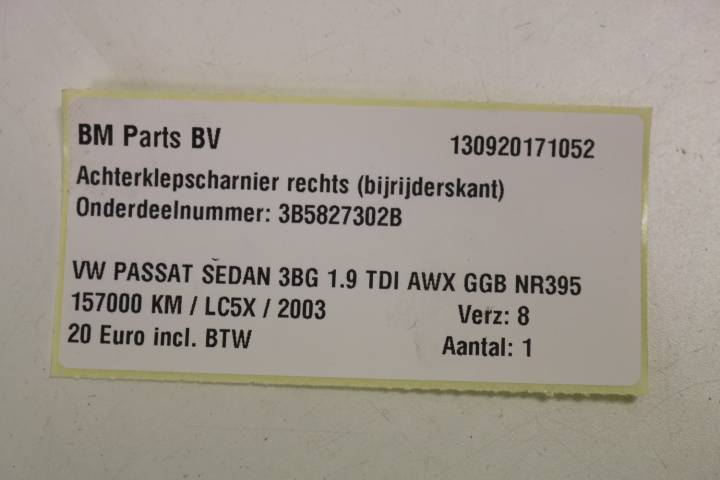 BM Parts BV 130920171052
Achterklepscharnier rechts (bijrijderskant)
Onderdeelnummer: 3B5827302B
VW PASSAT SEDAN 3BG 1.9 TDI AWX GGB NR395
157000 KM / LC5X / 2003 Verz: 8
20 Euro incl. BTW Aantal: 1